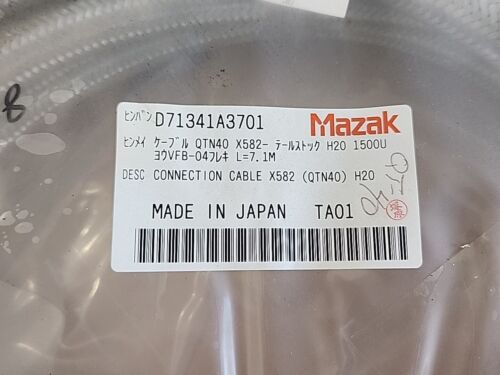 8
ヒンバン D71341A3701
Mazak
ヒンメイ ケーブル QTN40 X582- テールストック H20 1500U
ヨウVFB-04フレキ L=7.1M
DESC CONNECTION CABLE X582 (QTN40) H20
MADE IN JAPAN TA01